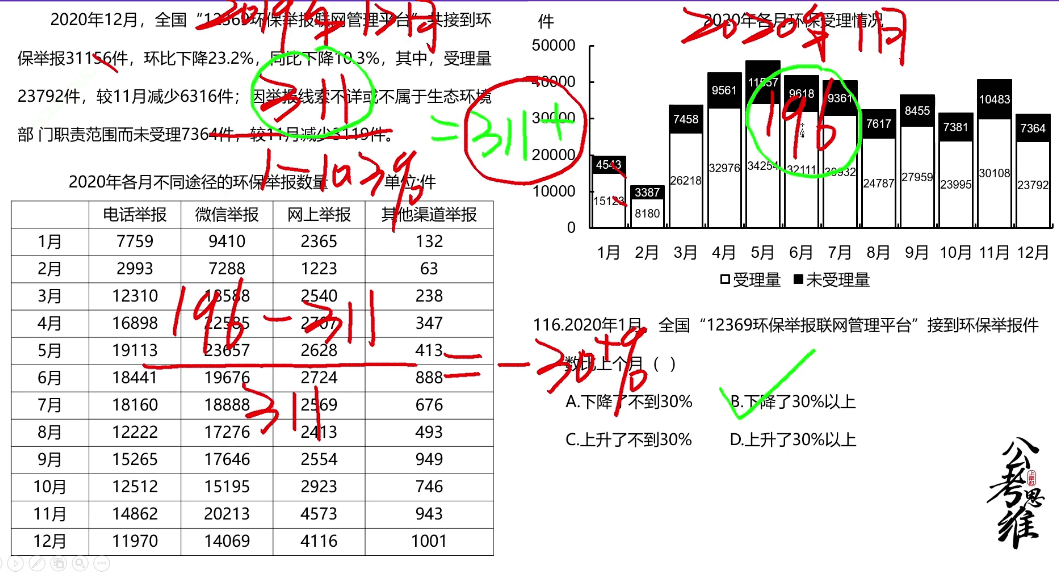 2020年12月，全国“12369环保举报联网管理平台”共接到环
保举报31156件，环比下降23.2%，同比下降10.3%，其中，受理量
23792件，较11月减少6316件；因举报线索不详或不属于生态环境
部 门职责范围而未受理7364件，较11月减少3119件。
2019年12月
311
1-10.3%
=311+
2020年各月不同途径的环保举报数量 单位:件
电话举报 微信举报 网上举报 其他渠道举报
1月 7759 9410 2365 132
2月 2993 7288 1223 63
3月 12310 18588 2540 238
4月 16898 22585 2707 347
5月 19113 23657 2628 413
6月 18441 19676 2724 888
7月 18160 18888 2569 676
8月 12222 17276 2413 493
9月 15265 17646 2554 949
10月 12512 15195 2923 746
11月 14862 20213 4573 943
12月 11970 14069 4116 1001
196-311
311
=-30+%
件
2020年各月环保受理情况
2020年1月
196
50000
40000
30000
20000
10000
0
4543 3387 7458 9561 11557 9618 9361 7617 8455 7381 10483 7364
15123 8180 26218 32976 34254 32111 30932 24787 27959 23995 30108 23792
1月 2月 3月 4月 5月 6月 7月 8月 9月 10月 11月 12月
受理量 未受理量
116.2020年1月，全国“12369环保举报联网管理平台”接到环保举报件
数比上个月（ ）
A.下降了不到30% B.下降了30%以上
C.上升了不到30% D.上升了30%以上
公考思维